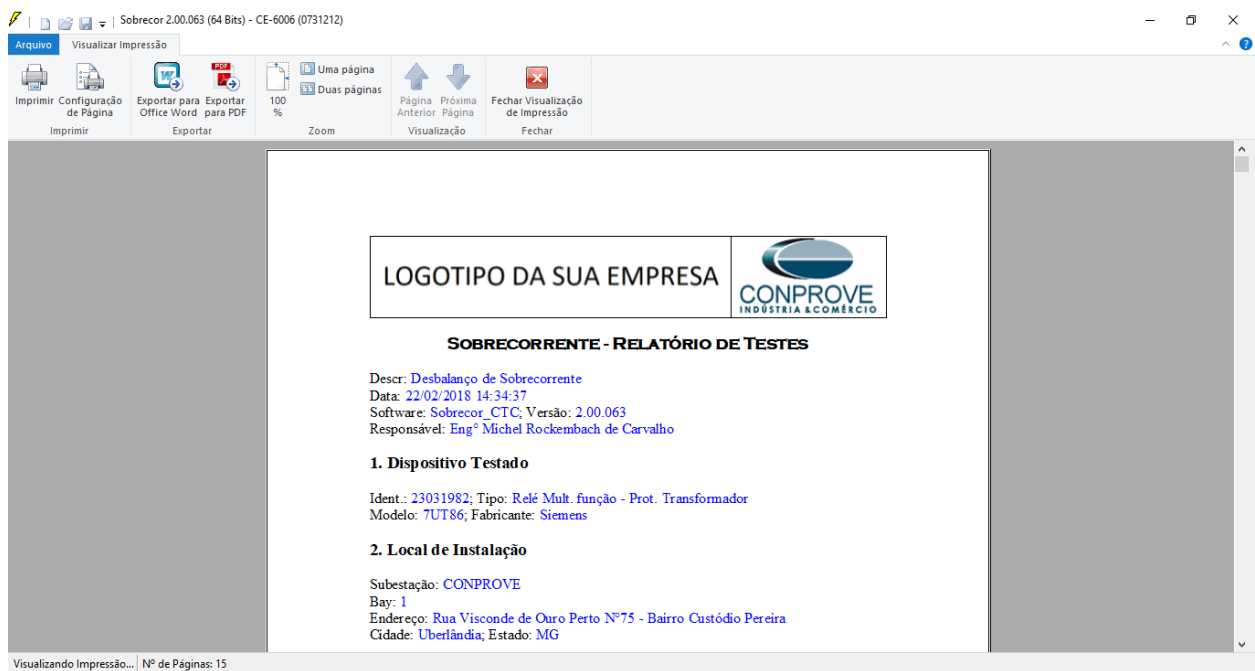 Sobrecor 2.00.063 (64 Bits) - CE-6006 (0731212)
Arquivo Visualizar Impressão
Imprimir
Configuração de Página
Exportar para Office Word
Exportar para PDF
100 %
Uma página
Duas páginas
Página Anterior
Próxima Página
Fechar Visualização de Impressão
Imprimir Exportar Zoom Visualização Fechar
LOGOTIPO DA SUA EMPRESA
CONPROVE
INDÚSTRIA & COMÉRCIO
SOBRECORRENTE - RELATÓRIO DE TESTES
Descr: Desbalanço de Sobrecorrente
Data: 22/02/2018 14:34:37
Software: Sobrecor_CTC; Versão: 2.00.063
Responsável: Eng° Michel Rockembach de Carvalho
1. Dispositivo Testado
Ident.: 23031982; Tipo: Relé Mult. função - Prot. Transformador
Modelo: 7UT86; Fabricante: Siemens
2. Local de Instalação
Subestação: CONPROVE
Bay: 1
Endereço: Rua Visconde de Ouro Perto N°75 - Bairro Custódio Pereira
Cidade: Uberlândia; Estado: MG
Visualizando Impressão... Nº de Páginas: 15